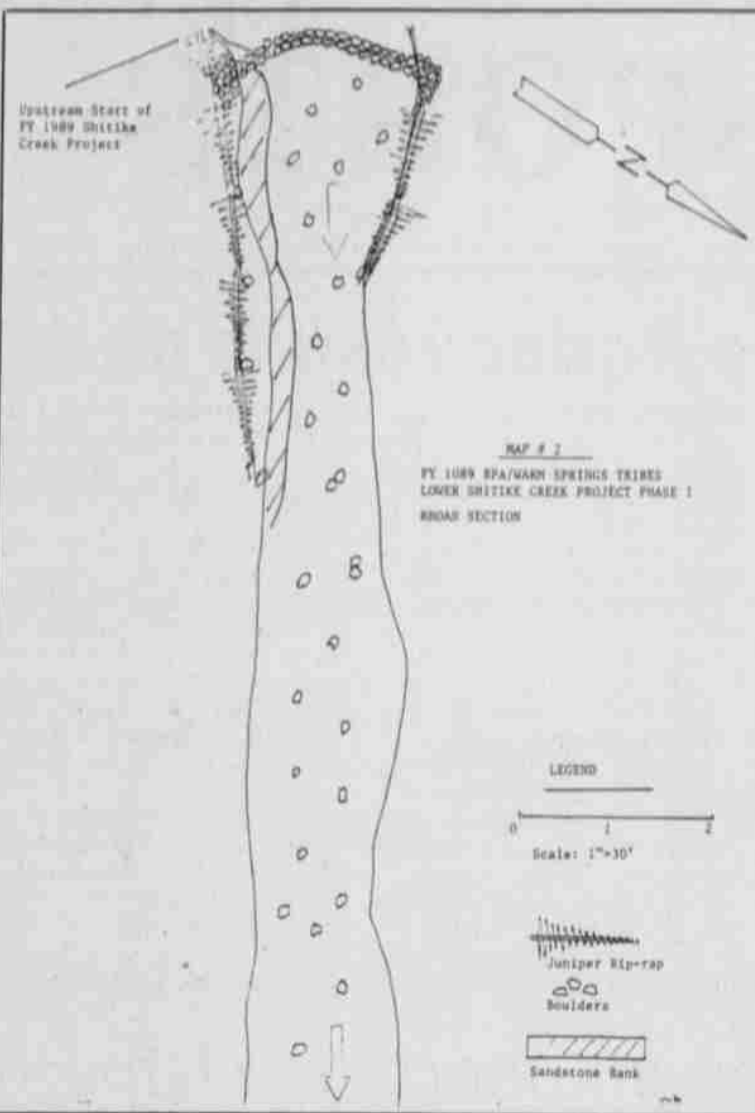 Upstream Start of
FY 1989 Shitike
Creek Project
N
MAP # 2
FY 1989 BPA/WARM SPRINGS TRIBES
LOWER SHITIKE CREEK PROJECT PHASE I
RHOAN SECTION
LEGEND
0 1 2
Scale: 1"=30'
Juniper Rip-rap
Boulders
Sandstone Bank